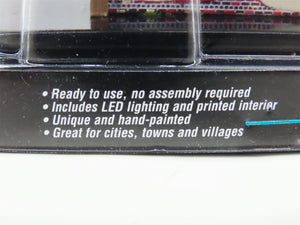 • Ready to use, no assembly required
• Includes LED lighting and printed interior
• Unique and hand-painted
• Great for cities, towns and villages